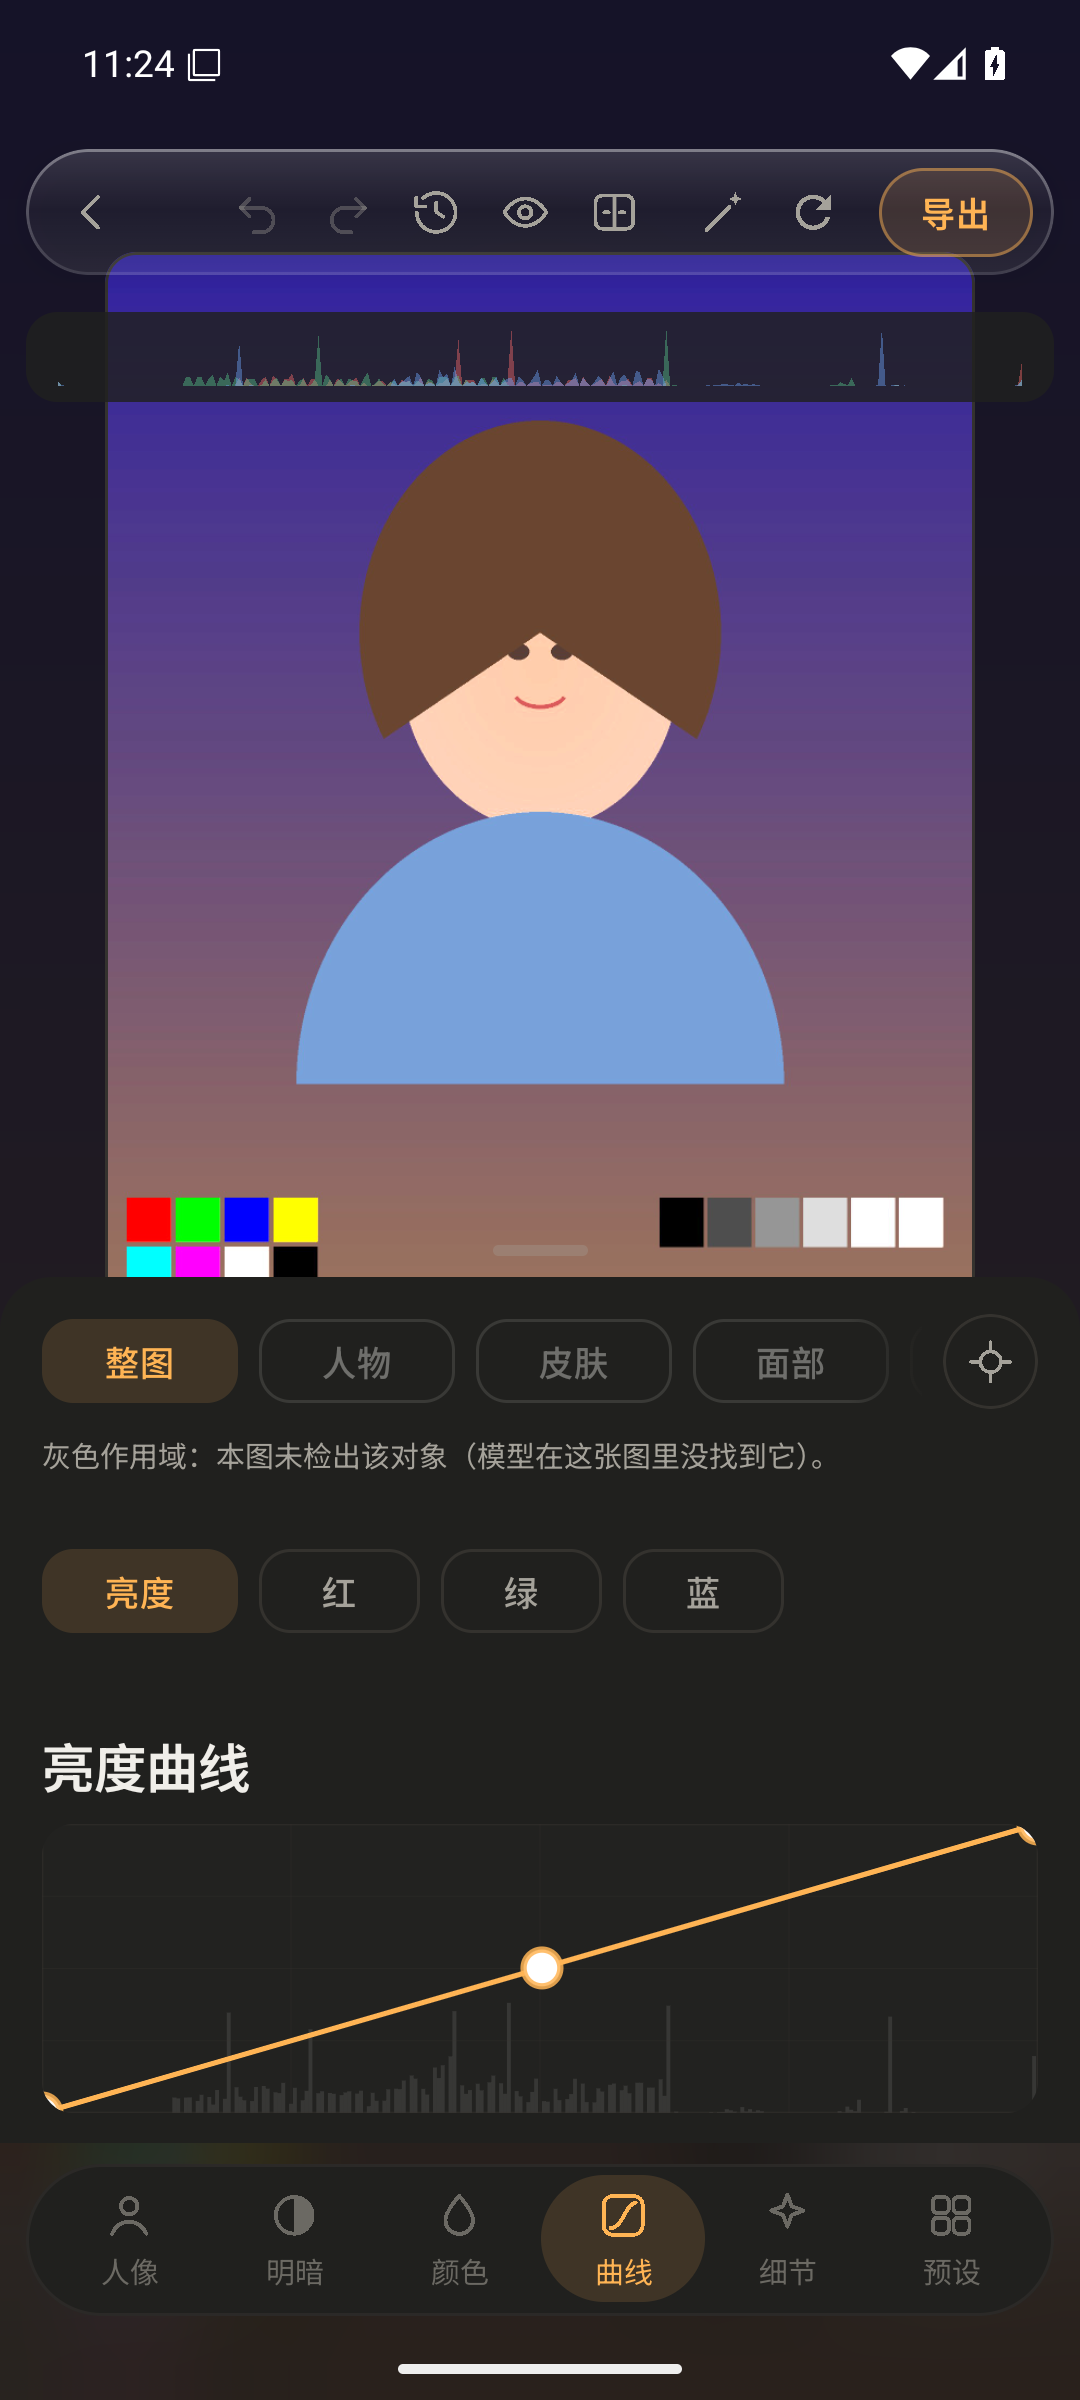 11:24
导出
整图 人物 皮肤 面部
灰色作用域：本图未检出该对象（模型在这张图里没找到它）。
亮度 红 绿 蓝
亮度曲线
人像 明暗 颜色 曲线 细节 预设